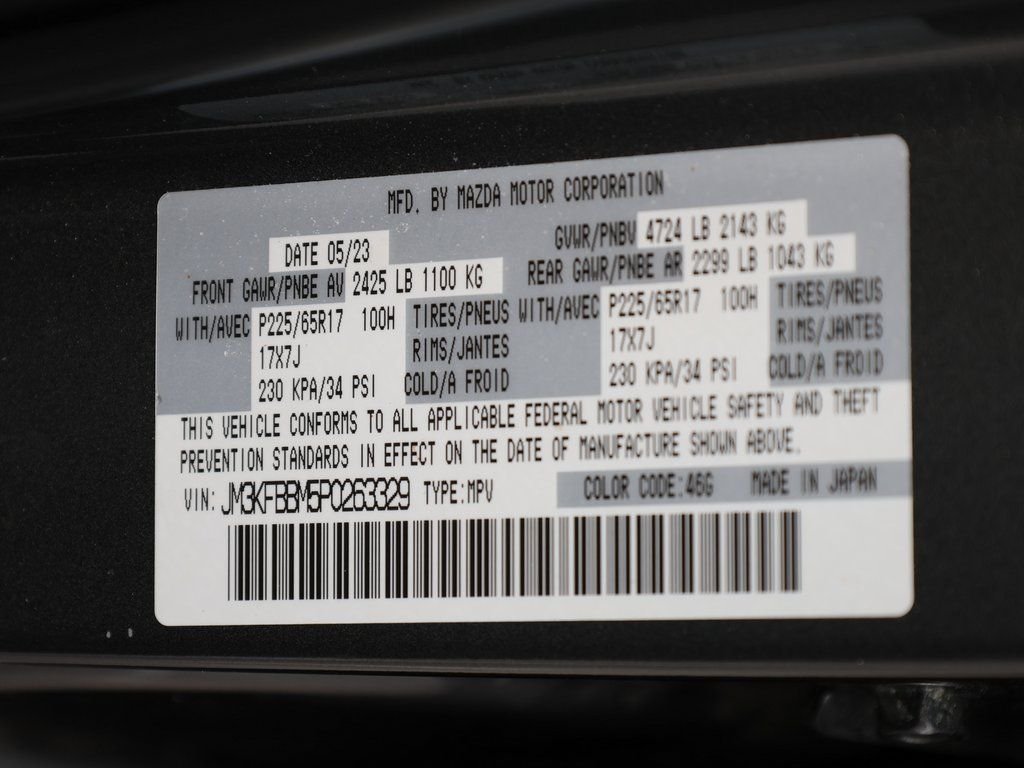 MFD. BY MAZDA MOTOR CORPORATION
DATE 05/23 GVWR/PNBV 4724 LB 2143 KG
FRONT GAWR/PNBE AV 2425 LB 1100 KG REAR GAWR/PNBE AR 2299 LB 1043 KG
WITH/AVEC P225/65R17 100H TIRES/PNEUS WITH/AVEC P225/65R17 100H TIRES/PNEUS
17X7J RIMS/JANTES 17X7J RIMS/JANTES
230 KPA/34 PSI COLD/A FROID 230 KPA/34 PSI COLD/A FROID
THIS VEHICLE CONFORMS TO ALL APPLICABLE FEDERAL MOTOR VEHICLE SAFETY AND THEFT
PREVENTION STANDARDS IN EFFECT ON THE DATE OF MANUFACTURE SHOWN ABOVE.
VIN: JM3KFBBM5P0263329 TYPE:MPV COLOR CODE:46G MADE IN JAPAN